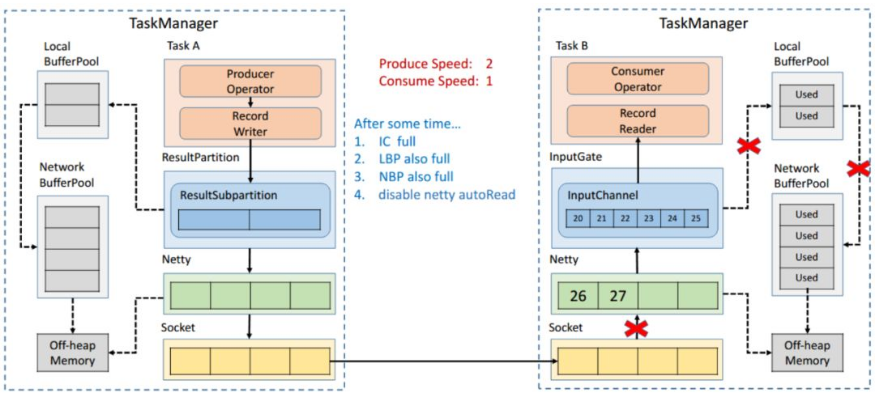 TaskManager
Local
BufferPool
Task A
Producer
Operator
Record
Writer
ResultPartition
Network
BufferPool
ResultSubpartition
Netty
Off-heap
Memory
Socket
Produce Speed: 2
Consume Speed: 1
After some time...
1. IC full
2. LBP also full
3. NBP also full
4. disable netty autoRead
TaskManager
Task B
Local
BufferPool
Consumer
Operator
Used
Used
Record
Reader
InputGate
Network
BufferPool
InputChannel
20 21 22 23 24 25
Used
Used
Used
Used
Netty
26 27
Socket
Off-heap
Memory